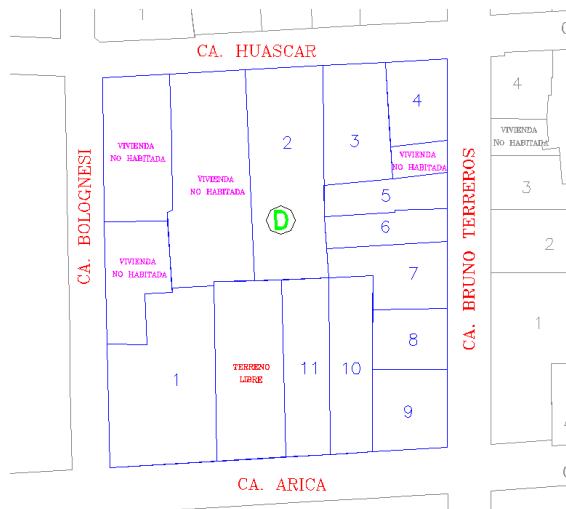 1
CA. HUASCAR
C
4
4
2
3
VIVIENDA
NO HABITADA
VIVIENDA
NO HABITADA
VIVIENDA
NO HABITADA
VIVIENDA
NO HABITADA
5
3
D
6
CA. BOLOGNESI
CA. BRUNO TERREROS
2
VIVIENDA
NO HABITADA
7
1
8
TERRENO
LIBRE
11
10
1
9
CA. ARICA
C